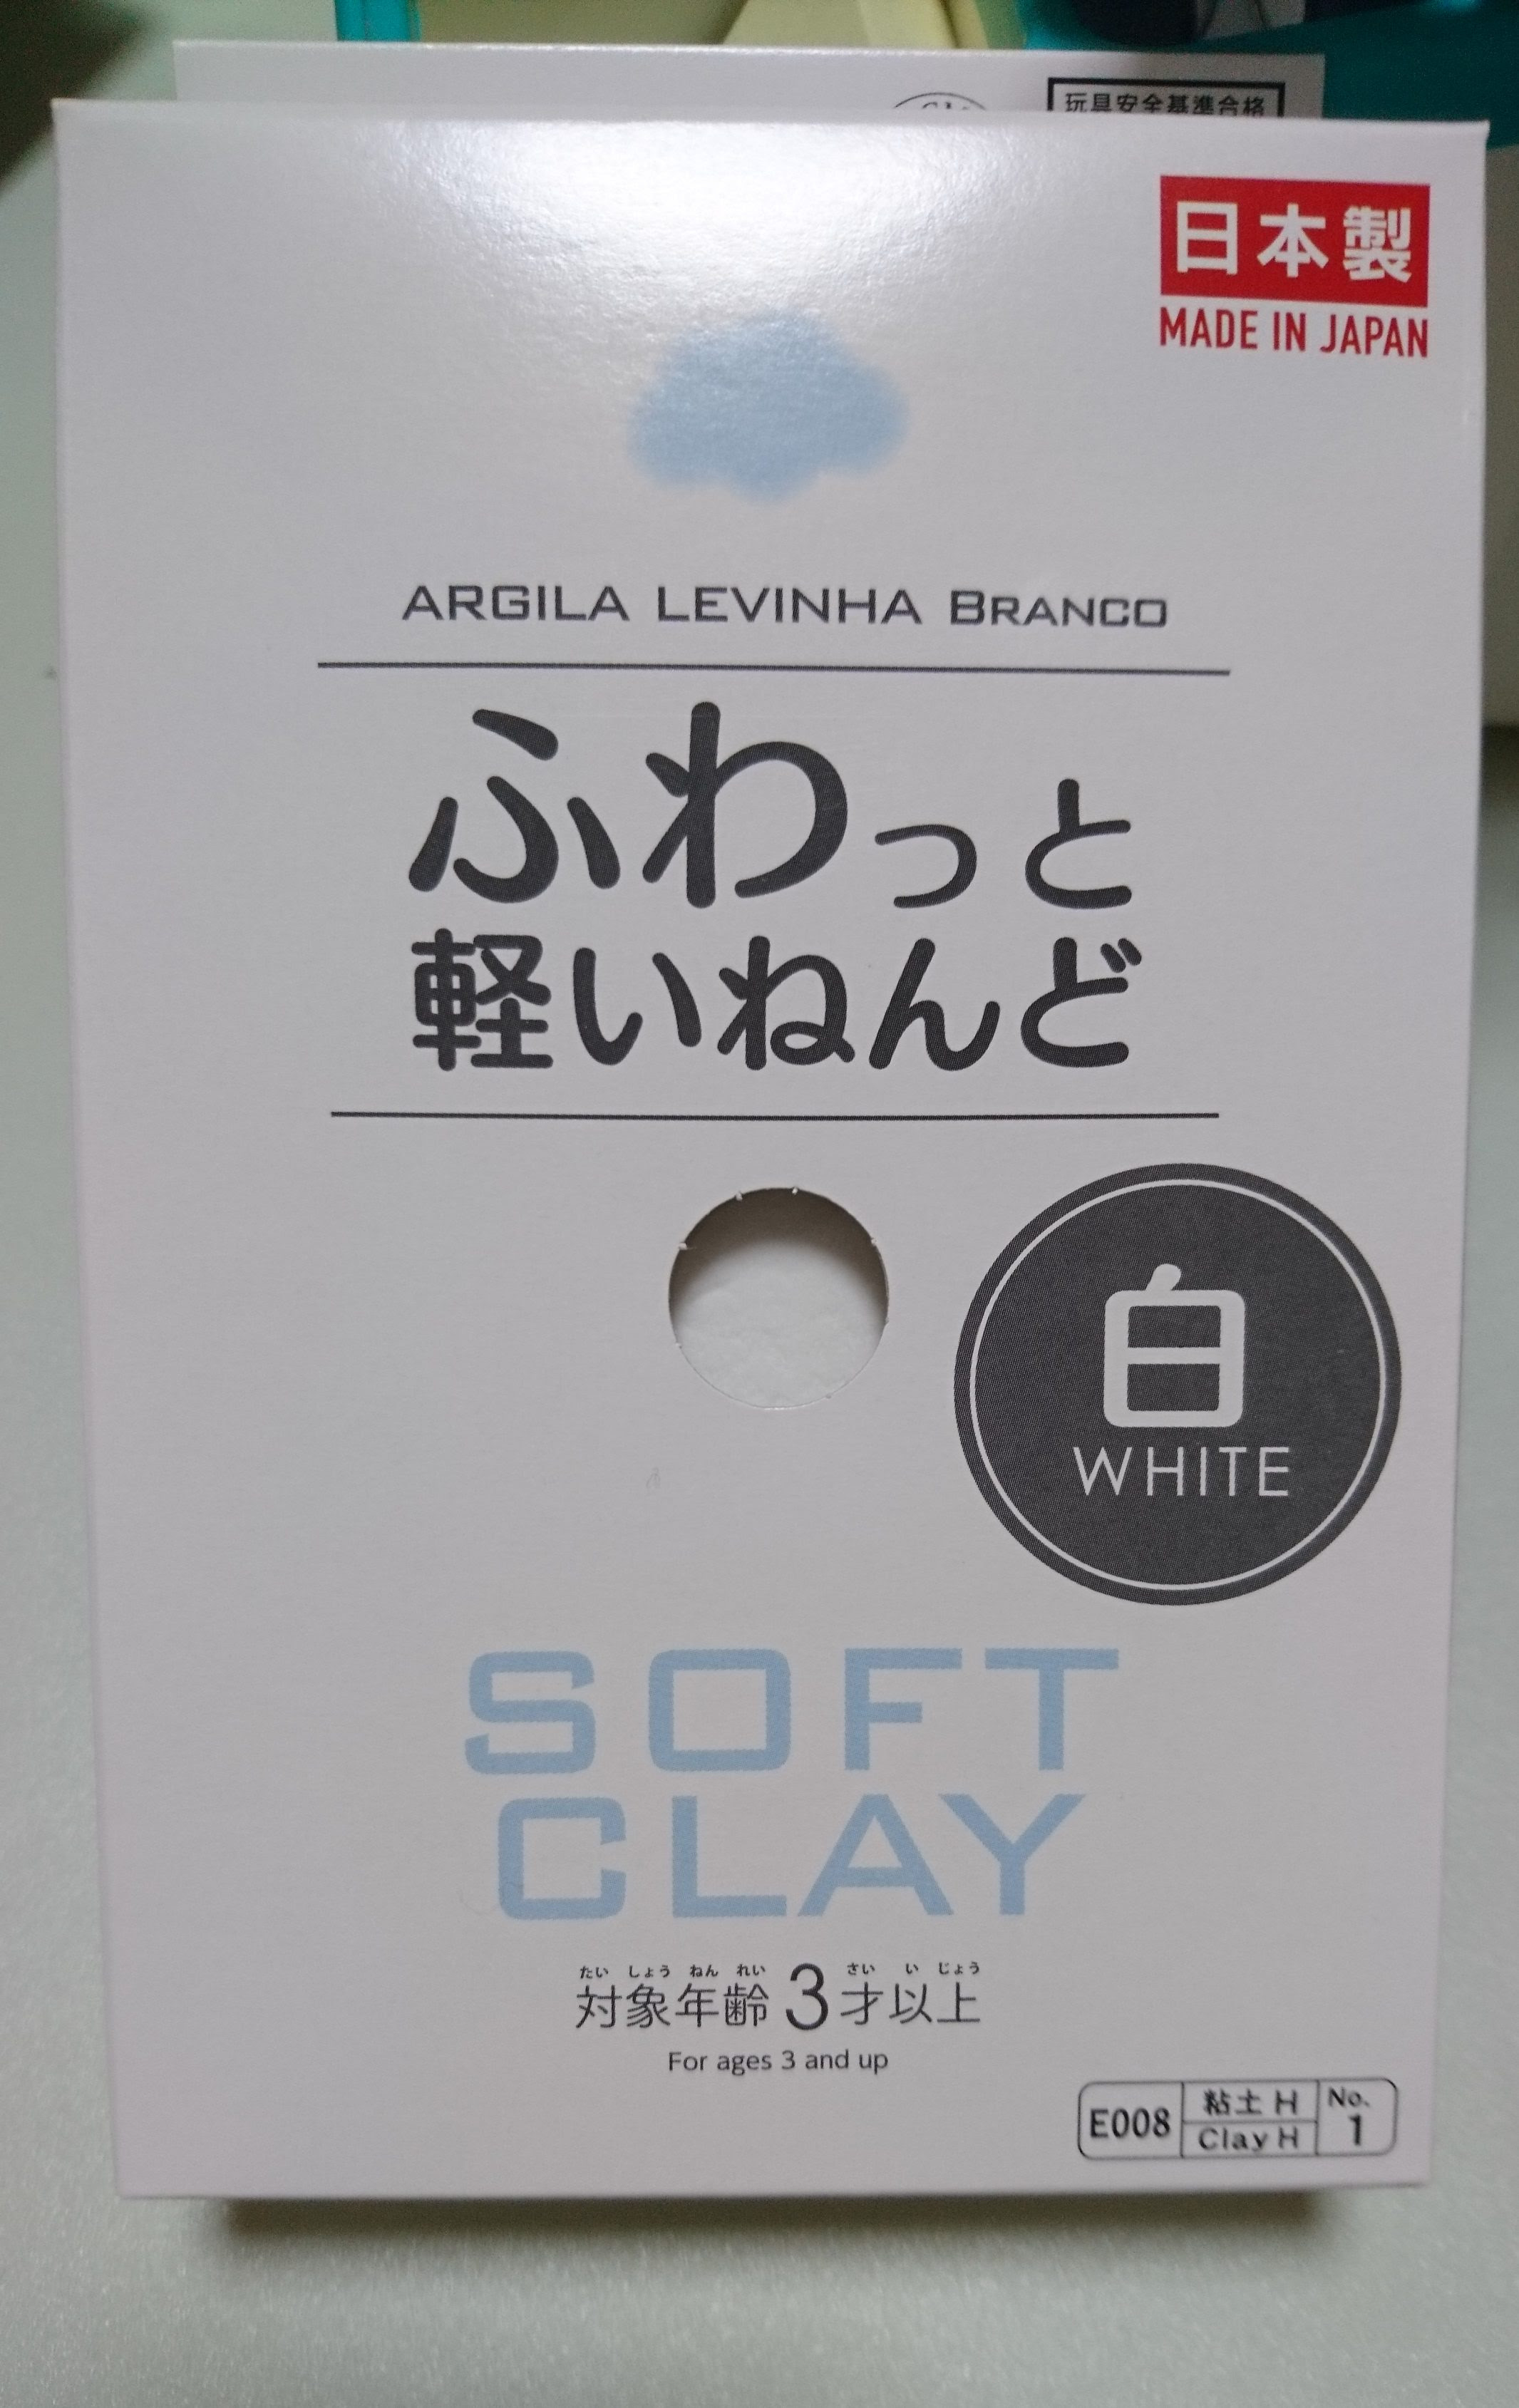 玩具安全基準合格
日本製
MADE IN JAPAN
ARGILA LEVINHA BRANCO
ふわっと
軽いねんど
白
WHITE
SOFT
CLAY
たいしょうねんれい さいいじょう
対象年齢3才以上
For ages 3 and up
E008 粘土H No.
Clay H 1